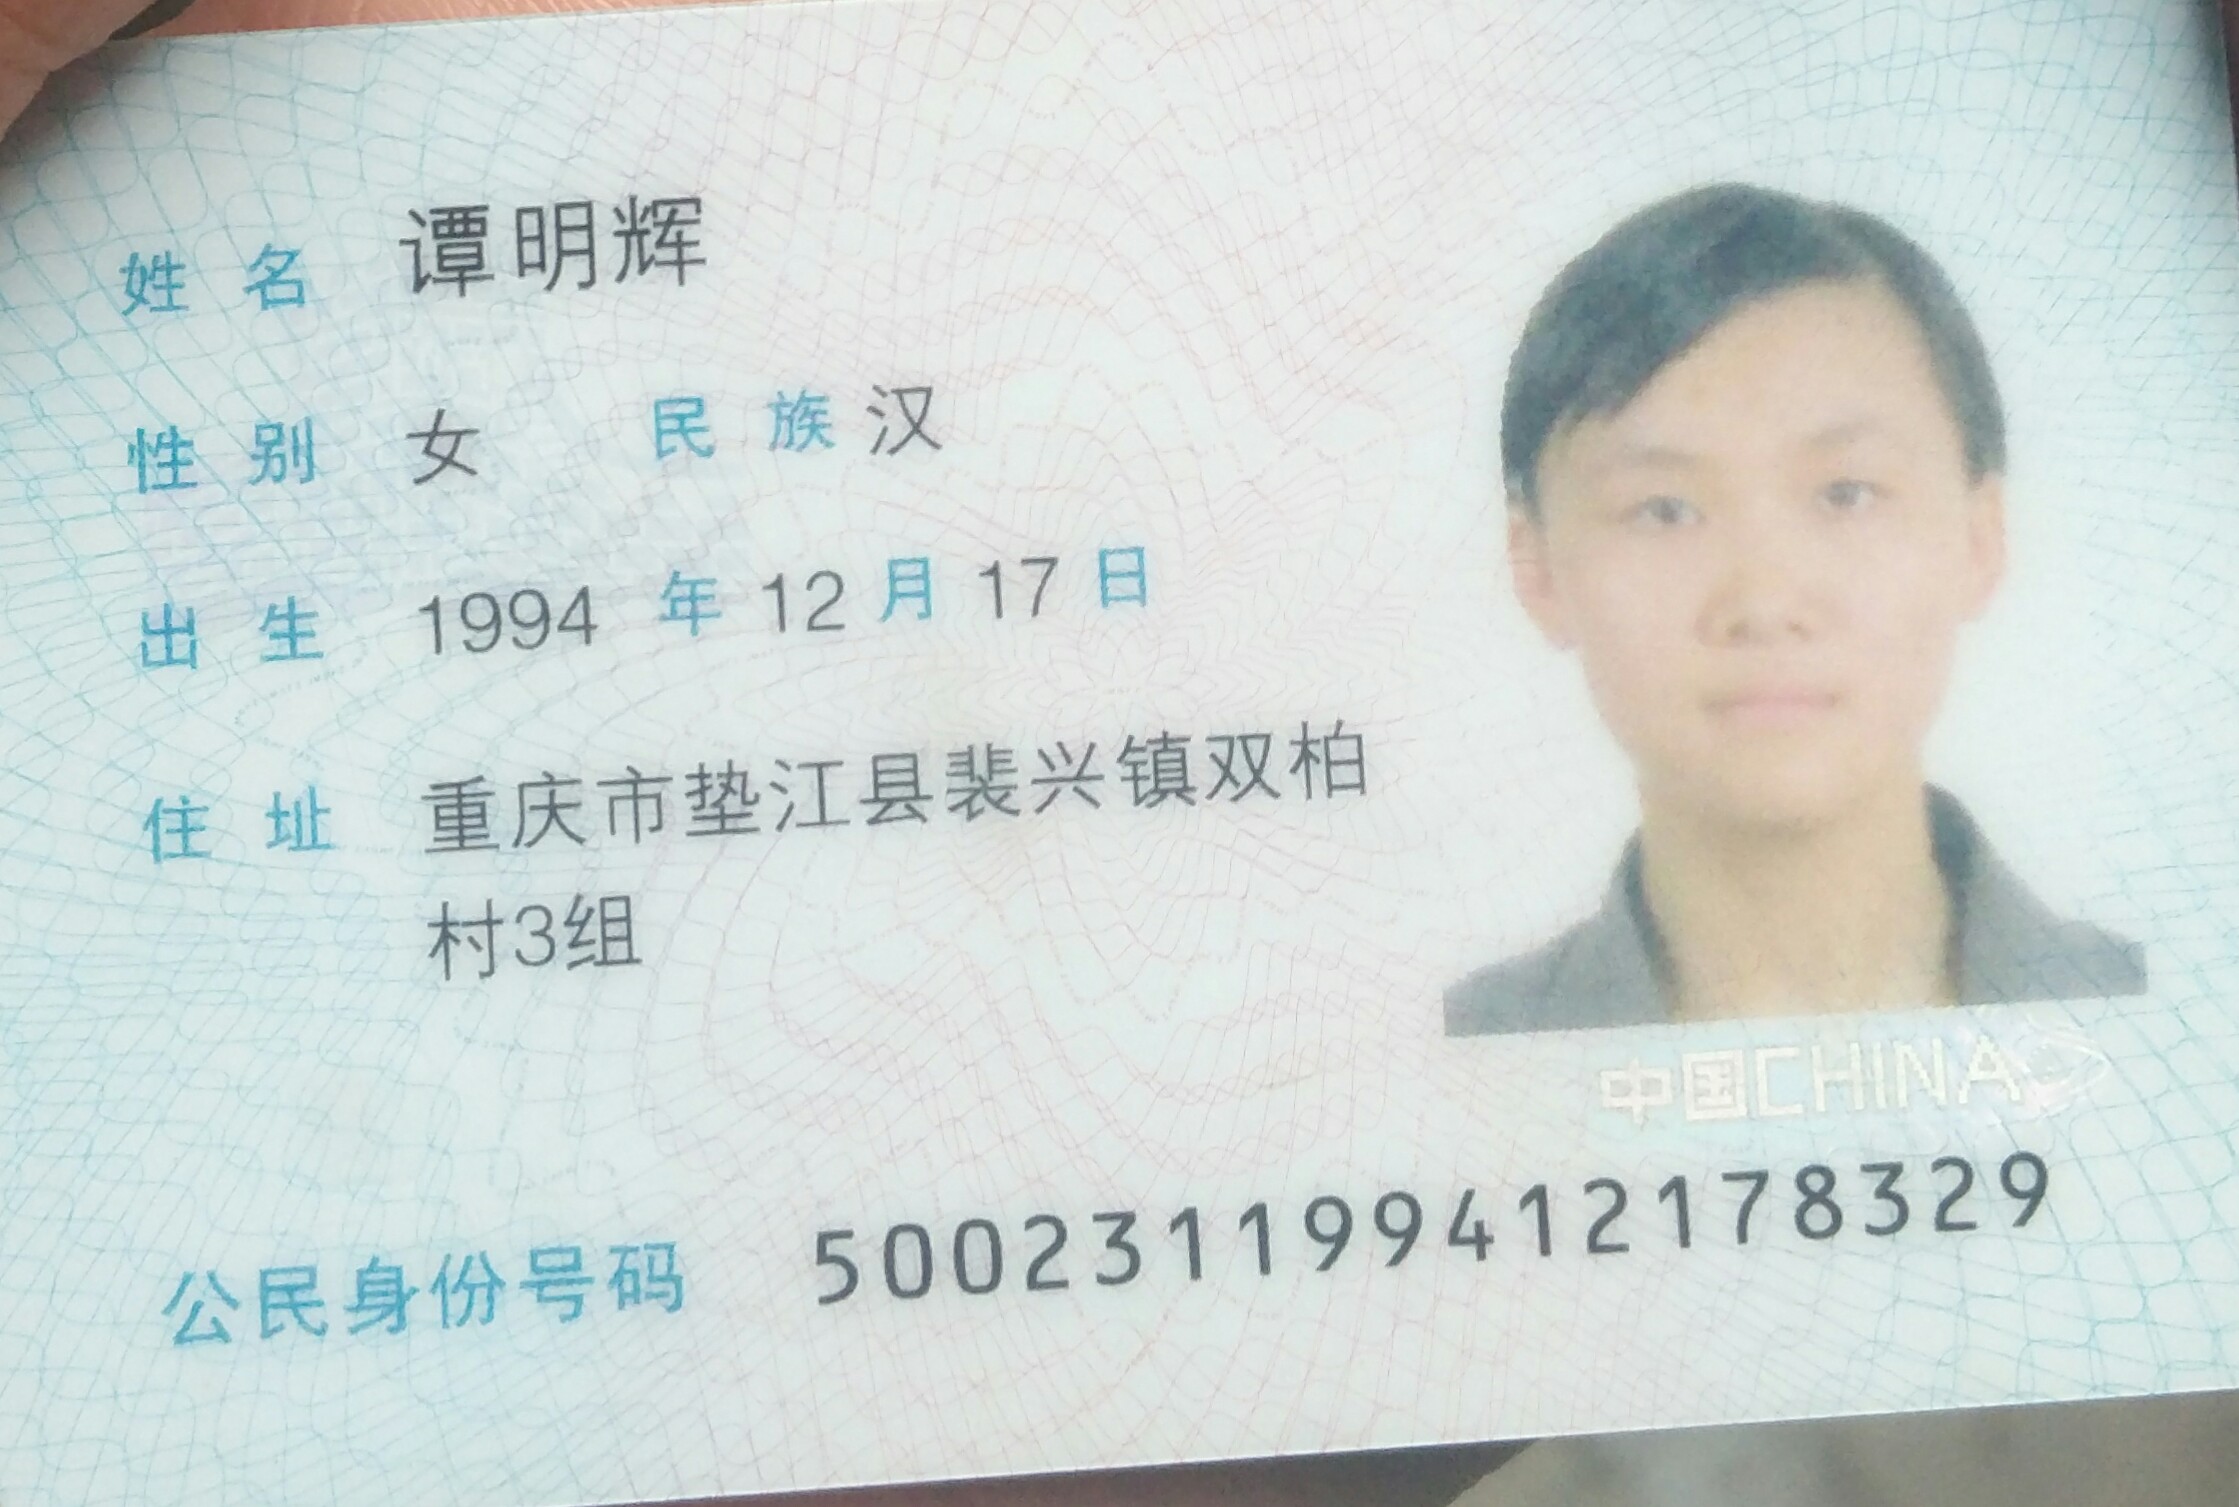 姓名 谭明辉
性别 女 民族 汉
出生 1994 年 12 月 17 日
住址 重庆市垫江县裴兴镇双柏
村3组
中国CHINA
公民身份号码 500231199412178329